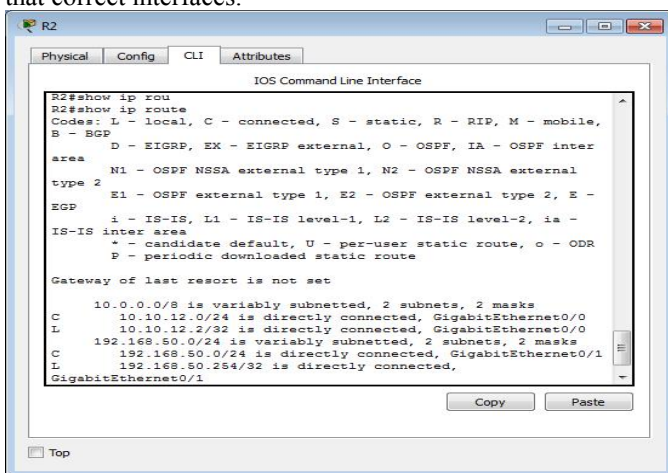 that correct interfaces.
R2
Physical Config CLI Attributes
IOS Command Line Interface
R2#show ip rou
R2#show ip route
Codes: L - local, C - connected, S - static, R - RIP, M - mobile,
B - BGP
D - EIGRP, EX - EIGRP external, O - OSPF, IA - OSPF inter
area
N1 - OSPF NSSA external type 1, N2 - OSPF NSSA external
type 2
E1 - OSPF external type 1, E2 - OSPF external type 2, E -
EGP
i - IS-IS, L1 - IS-IS level-1, L2 - IS-IS level-2, ia -
IS-IS inter area
* - candidate default, U - per-user static route, o - ODR
P - periodic downloaded static route
Gateway of last resort is not set
10.0.0.0/8 is variably subnetted, 2 subnets, 2 masks
C 10.10.12.0/24 is directly connected, GigabitEthernet0/0
L 10.10.12.2/32 is directly connected, GigabitEthernet0/0
192.168.50.0/24 is variably subnetted, 2 subnets, 2 masks
C 192.168.50.0/24 is directly connected, GigabitEthernet0/1
L 192.168.50.254/32 is directly connected,
GigabitEthernet0/1
Copy Paste
Top